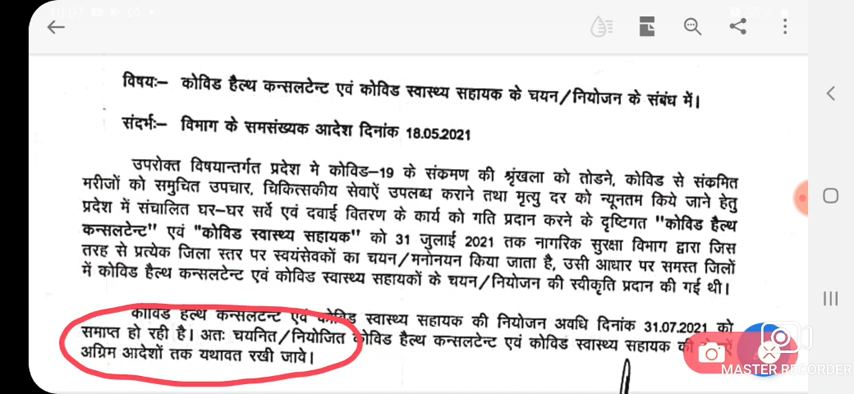 विषयः– कोविड हैल्थ कन्सलटेन्ट एवं कोविड स्वास्थ्य सहायक के चयन/नियोजन के संबंध में।
संदर्भः– विभाग के समसंख्यक आदेश दिनांक 18.05.2021
उपरोक्त विषयान्तर्गत प्रदेश मे कोविड–19 के संकमण की श्रृंखला को तोडने, कोविड से संकमित
मरीजों को समुचित उपचार, चिकित्सकीय सेवाऐं उपलब्ध कराने तथा मृत्यु दर को न्यूनतम किये जाने हेतु
प्रदेश में संचालित घर–घर सर्वे एवं दवाई वितरण के कार्य को गति प्रदान करने के दृष्टिगत "कोविड हैल्थ
कन्सलटेन्ट" एवं "कोविड स्वास्थ्य सहायक" को 31 जुलाई 2021 तक नागरिक सुरक्षा विभाग द्वारा जिस
तरह से प्रत्येक जिला स्तर पर स्वयंसेवकों का चयन/मनोनयन किया जाता है, उसी आधार पर समस्त जिलों
में कोविड हैल्थ कन्सलटेन्ट एवं कोविड स्वास्थ्य सहायकों के चयन/नियोजन की स्वीकृति प्रदान की गई थी।
कोविड हैल्थ कन्सलटेन्ट एवं कोविड स्वास्थ्य सहायक की नियोजन अवधि दिनांक 31.07.2021 को
समाप्त हो रही है। अतः चयनित/नियोजित कोविड हैल्थ कन्सलटेन्ट एवं कोविड स्वास्थ्य सहायक की
अग्रिम आदेशों तक यथावत रखी जावे।
MASTER RECORDER